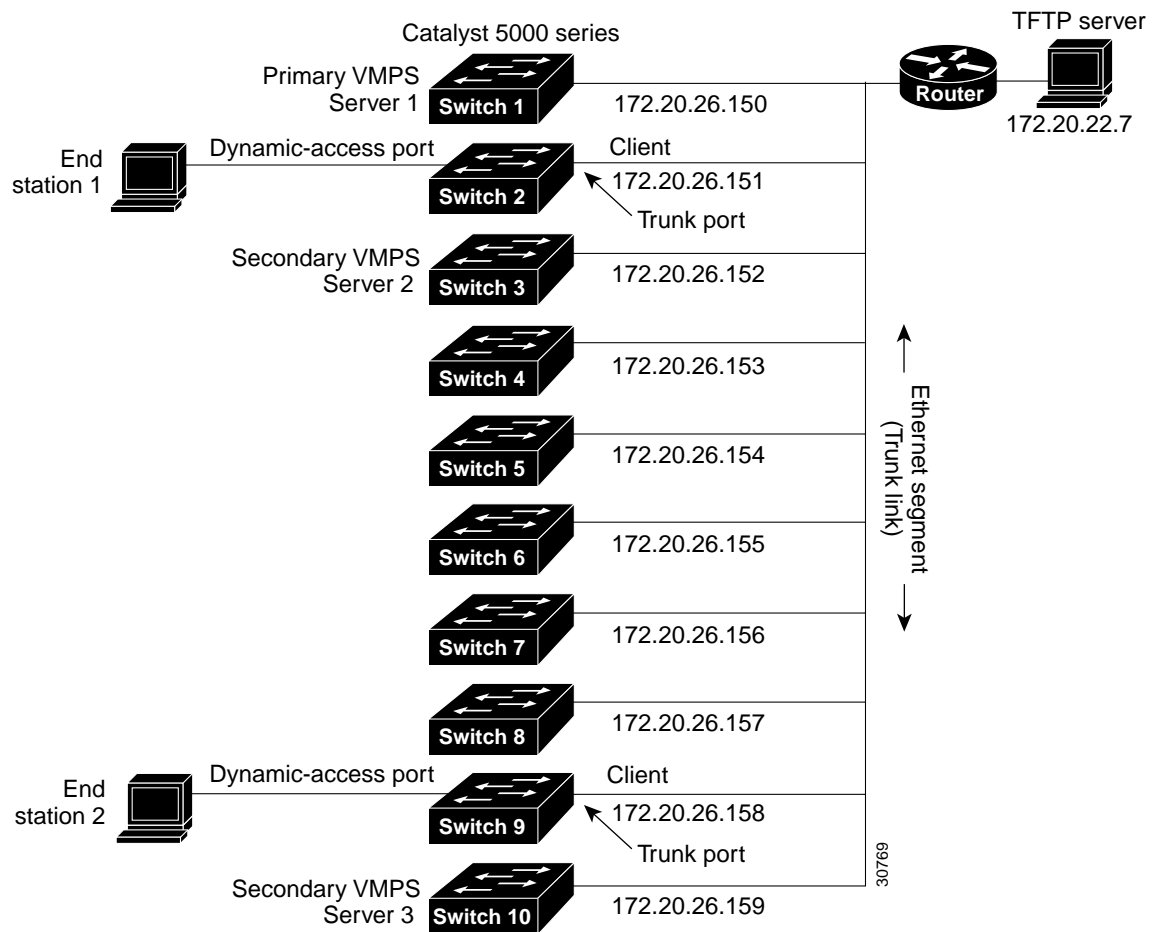 TFTP server
Catalyst 5000 series
Primary VMPS
Server 1
Switch 1
172.20.26.150
Router
172.20.22.7
End
station 1
Dynamic-access port
Switch 2
Client
172.20.26.151
Trunk port
Secondary VMPS
Server 2
Switch 3
172.20.26.152
Switch 4
172.20.26.153
Switch 5
172.20.26.154
Ethernet segment
(Trunk link)
Switch 6
172.20.26.155
Switch 7
172.20.26.156
Switch 8
172.20.26.157
End
station 2
Dynamic-access port
Switch 9
Client
172.20.26.158
Trunk port
30769
Secondary VMPS
Server 3
Switch 10
172.20.26.159